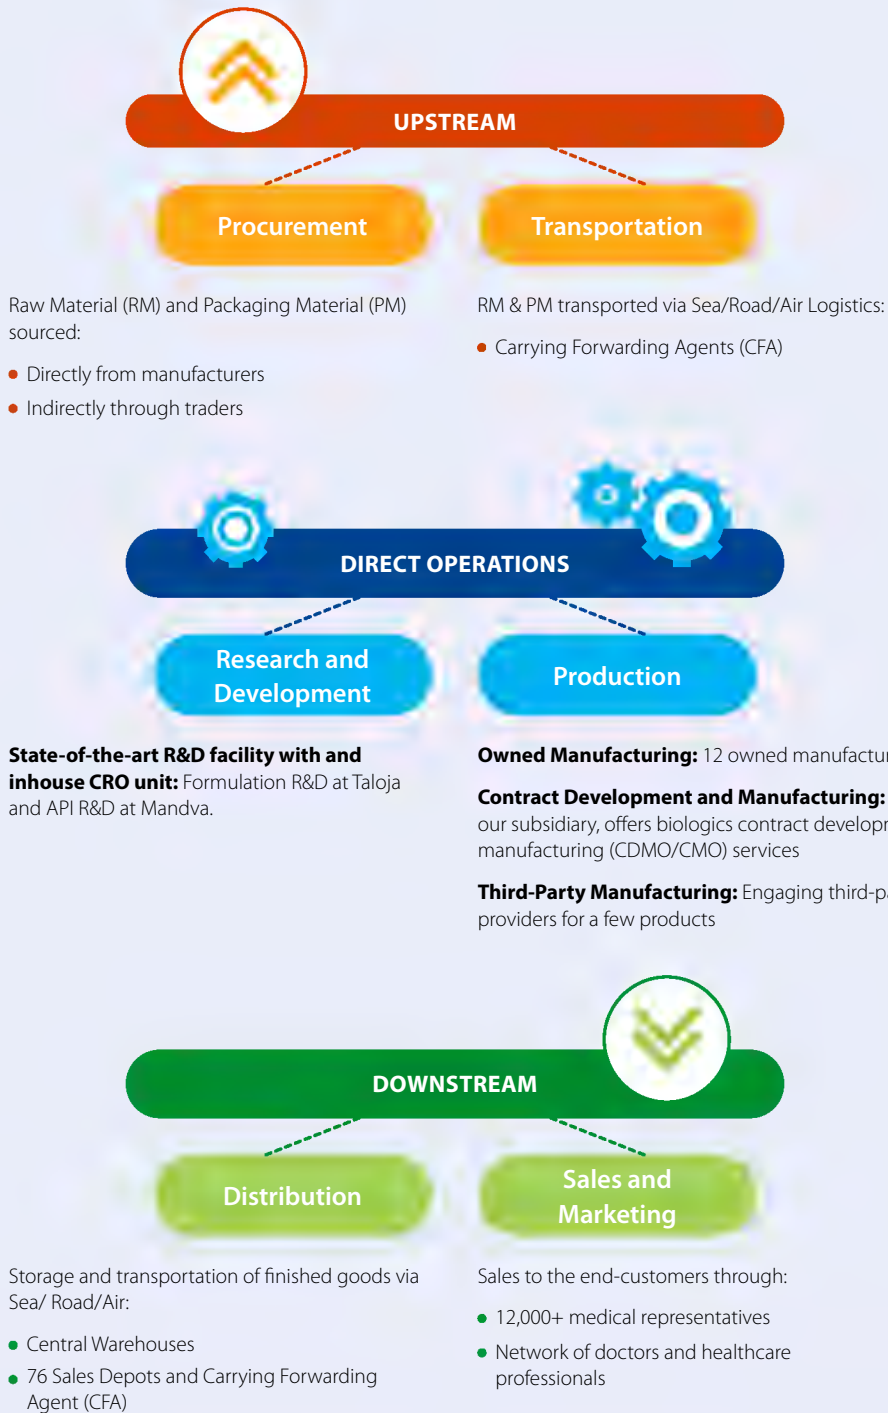 UPSTREAM
Procurement
Raw Material (RM) and Packaging Material (PM)
sourced:
• Directly from manufacturers
• Indirectly through traders
Transportation
RM & PM transported via Sea/Road/Air Logistics:
• Carrying Forwarding Agents (CFA)
DIRECT OPERATIONS
Research and
Development
State-of-the-art R&D facility with and
inhouse CRO unit: Formulation R&D at Taloja
and API R&D at Mandva.
Production
Owned Manufacturing: 12 owned
Contract Development and Manufacturing:
our subsidiary, offers biologics contract
manufacturing (CDMO/CMO) services
Third-Party Manufacturing: Engaging
providers for a few products
DOWNSTREAM
Distribution
Storage and transportation of finished goods via
Sea/ Road/Air:
• Central Warehouses
• 76 Sales Depots and Carrying Forwarding
Agent (CFA)
Sales and
Marketing
Sales to the end-customers through:
• 12,000+ medical representatives
• Network of doctors and healthcare
professionals